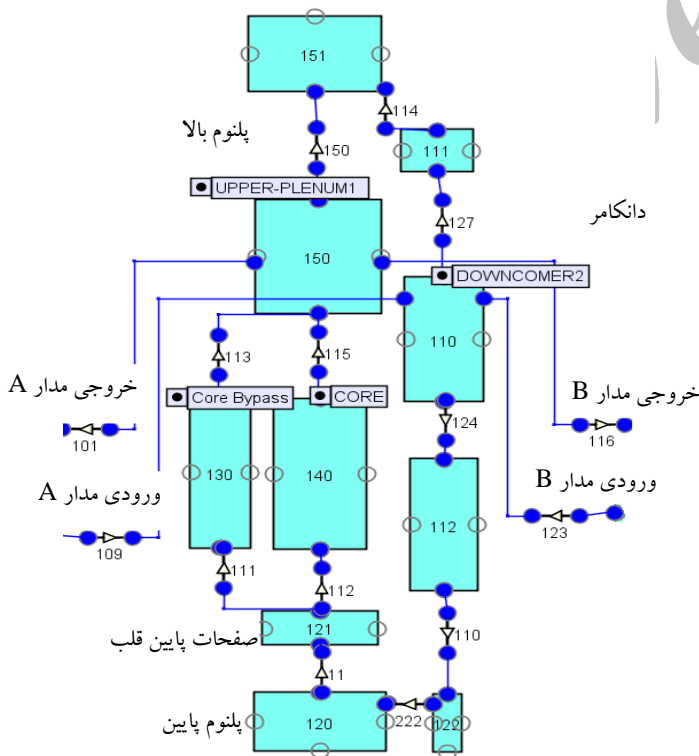 151
114
پلنوم بالا
150
111
UPPER-PLENUM1
127
دانکامر
150
DOWNCOMER2
110
113
115
خروجی مدار A
Core Bypass
CORE
خروجی مدار B
101
124
116
130
140
ورودی مدار A
ورودی مدار B
112
109
123
111
112
صفحات پایین قلب
121
110
11
پلنوم پایین
120
222
122